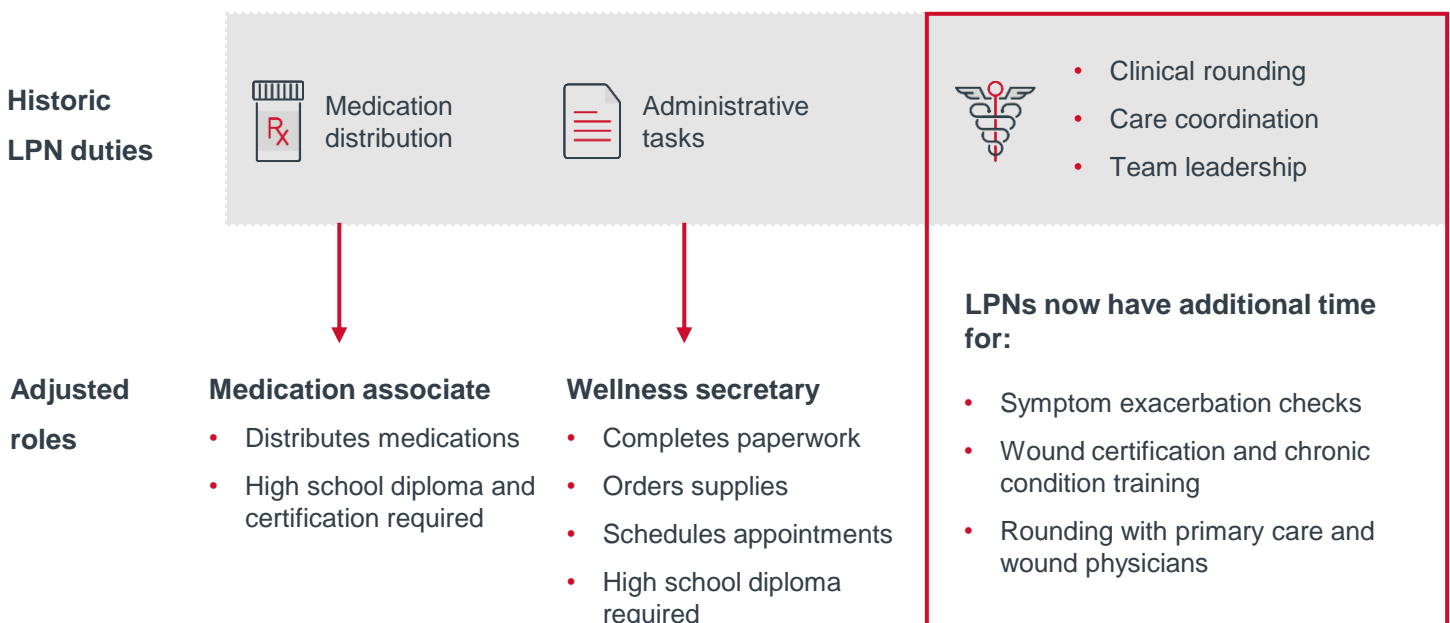 Historic
LPN duties
Rx
Medication
distribution
Administrative
tasks
• Clinical rounding
• Care coordination
• Team leadership
Adjusted
roles
Medication associate
• Distributes medications
• High school diploma and
certification required
Wellness secretary
• Completes paperwork
• Orders supplies
• Schedules appointments
• High school diploma
required
LPNs now have additional time
for:
• Symptom exacerbation checks
• Wound certification and chronic
condition training
• Rounding with primary care and
wound physicians